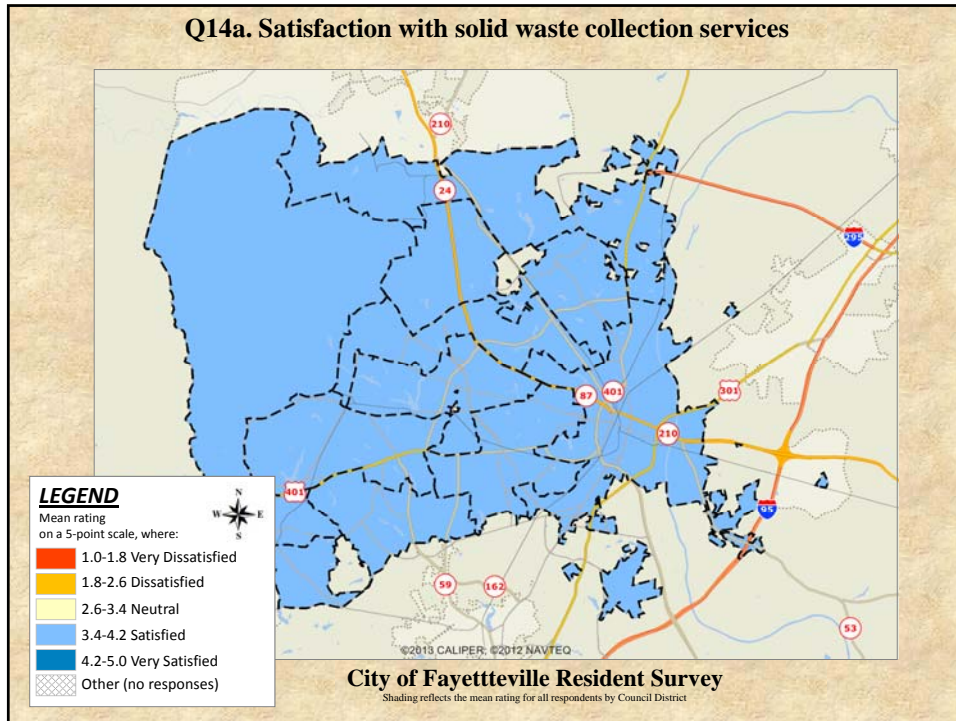 Q14a. Satisfaction with solid waste collection services
210
24
295
87
401
301
210
401
95
59
162
53
LEGEND
Mean rating
on a 5-point scale, where:
N
W E
S
1.0-1.8 Very Dissatisfied
1.8-2.6 Dissatisfied
2.6-3.4 Neutral
3.4-4.2 Satisfied
4.2-5.0 Very Satisfied
Other (no responses)
©2013 CALIPER; ©2012 NAVTEQ
City of Fayettteville Resident Survey
Shading reflects the mean rating for all respondents by Council District